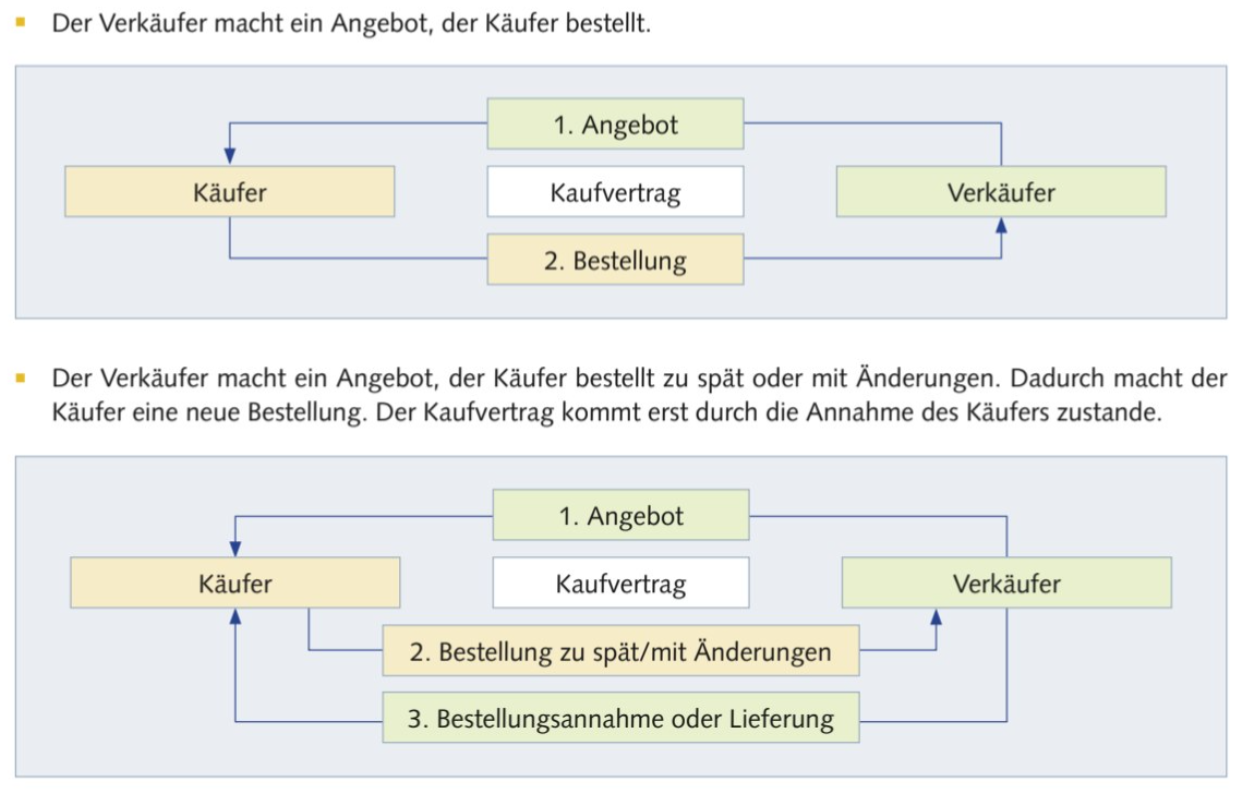 Der Verkäufer macht ein Angebot, der Käufer bestellt.
1. Angebot
Käufer
Kaufvertrag
Verkäufer
2. Bestellung
Der Verkäufer macht ein Angebot, der Käufer bestellt zu spät oder mit Änderungen. Dadurch macht der
Käufer eine neue Bestellung. Der Kaufvertrag kommt erst durch die Annahme des Käufers zustande.
1. Angebot
Käufer
Kaufvertrag
Verkäufer
2. Bestellung zu spät/mit Änderungen
3. Bestellungsannahme oder Lieferung